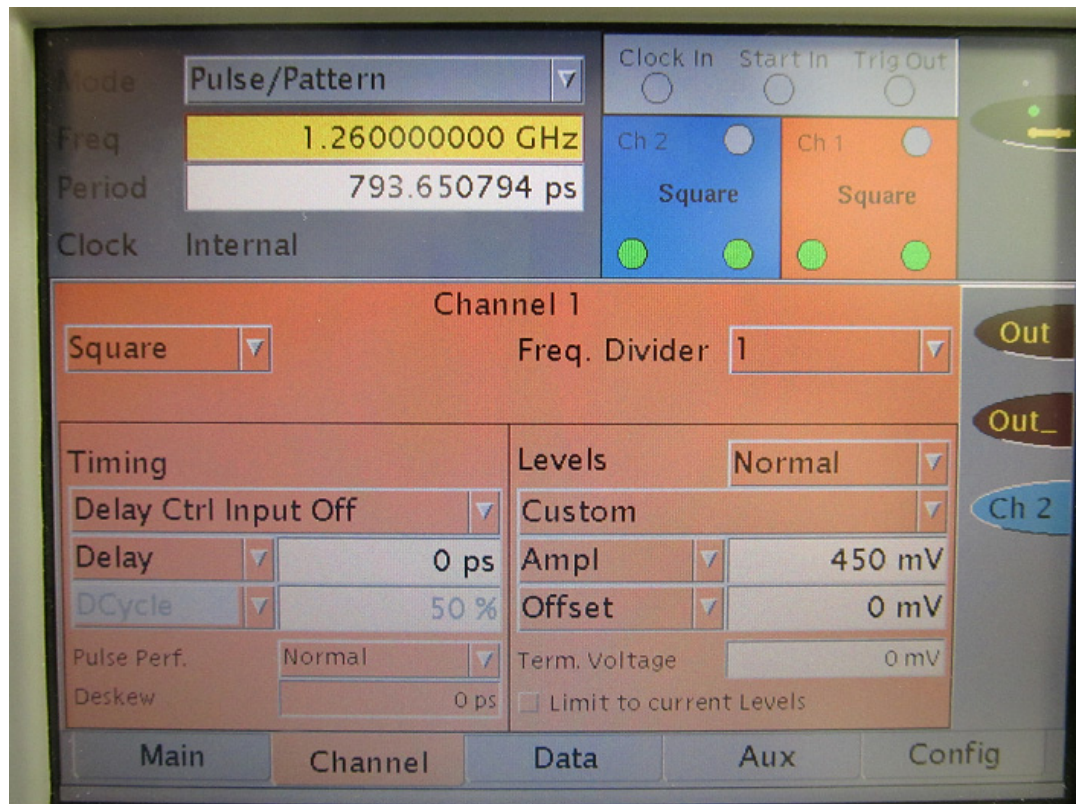 Mode Pulse/Pattern
Freq 1.260000000 GHz
Period 793.650794 ps
Clock Internal
Clock In Start In Trig Out
Ch 2 Ch 1
Square Square
Channel 1
Square Freq. Divider 1
Out
Out_
Ch 2
Timing
Delay Ctrl Input Off
Delay 0 ps
DCycle 50 %
Pulse Perf. Normal
Deskew 0 ps
Levels Normal
Custom
Ampl 450 mV
Offset 0 mV
Term. Voltage 0 mV
Limit to current Levels
Main Channel Data Aux Config